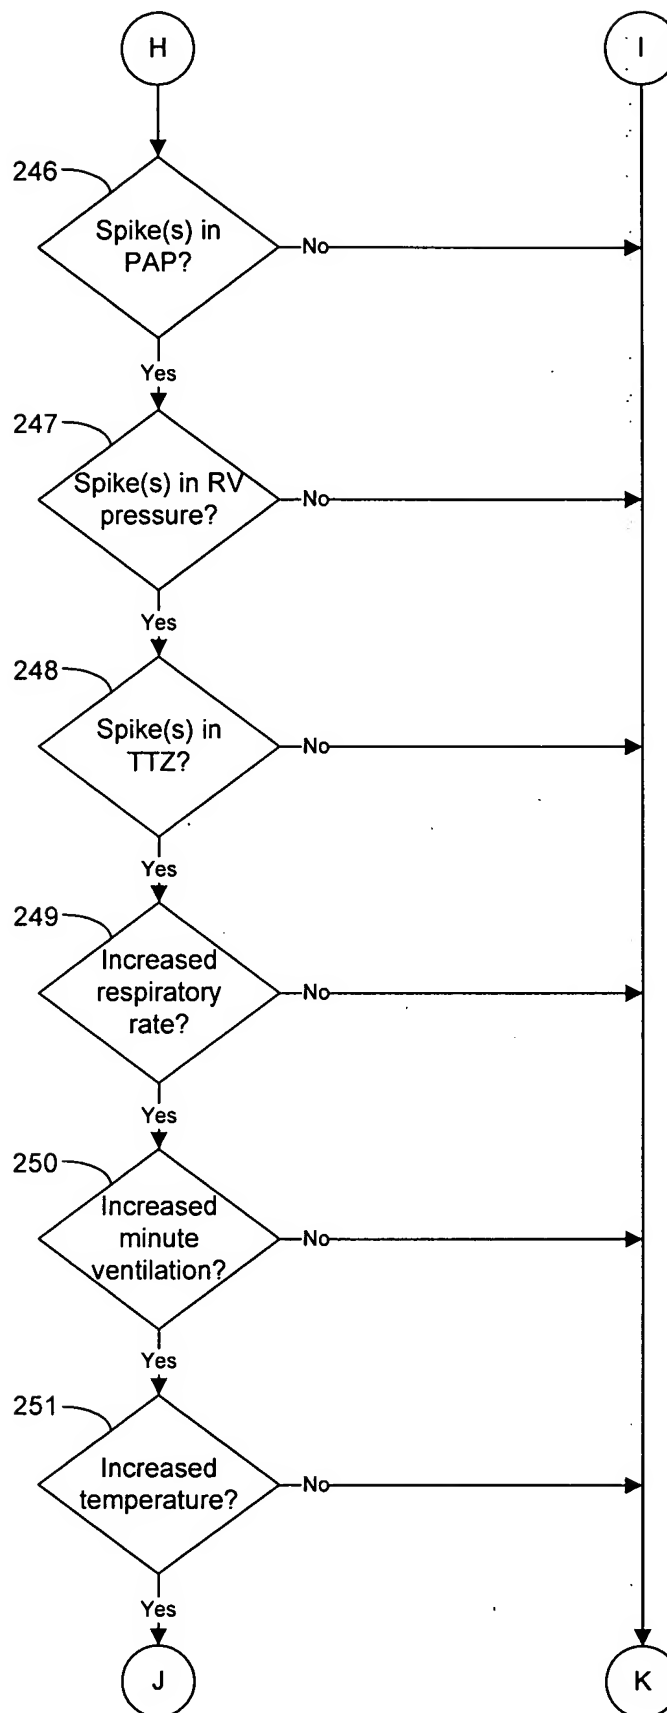 H
I
246
Spike(s) in
PAP?
No
Yes
247
Spike(s) in RV
pressure?
No
Yes
248
Spike(s) in
TTZ?
No
Yes
249
Increased
respiratory
rate?
No
Yes
250
Increased
minute
ventilation?
No
Yes
251
Increased
temperature?
No
Yes
J
K